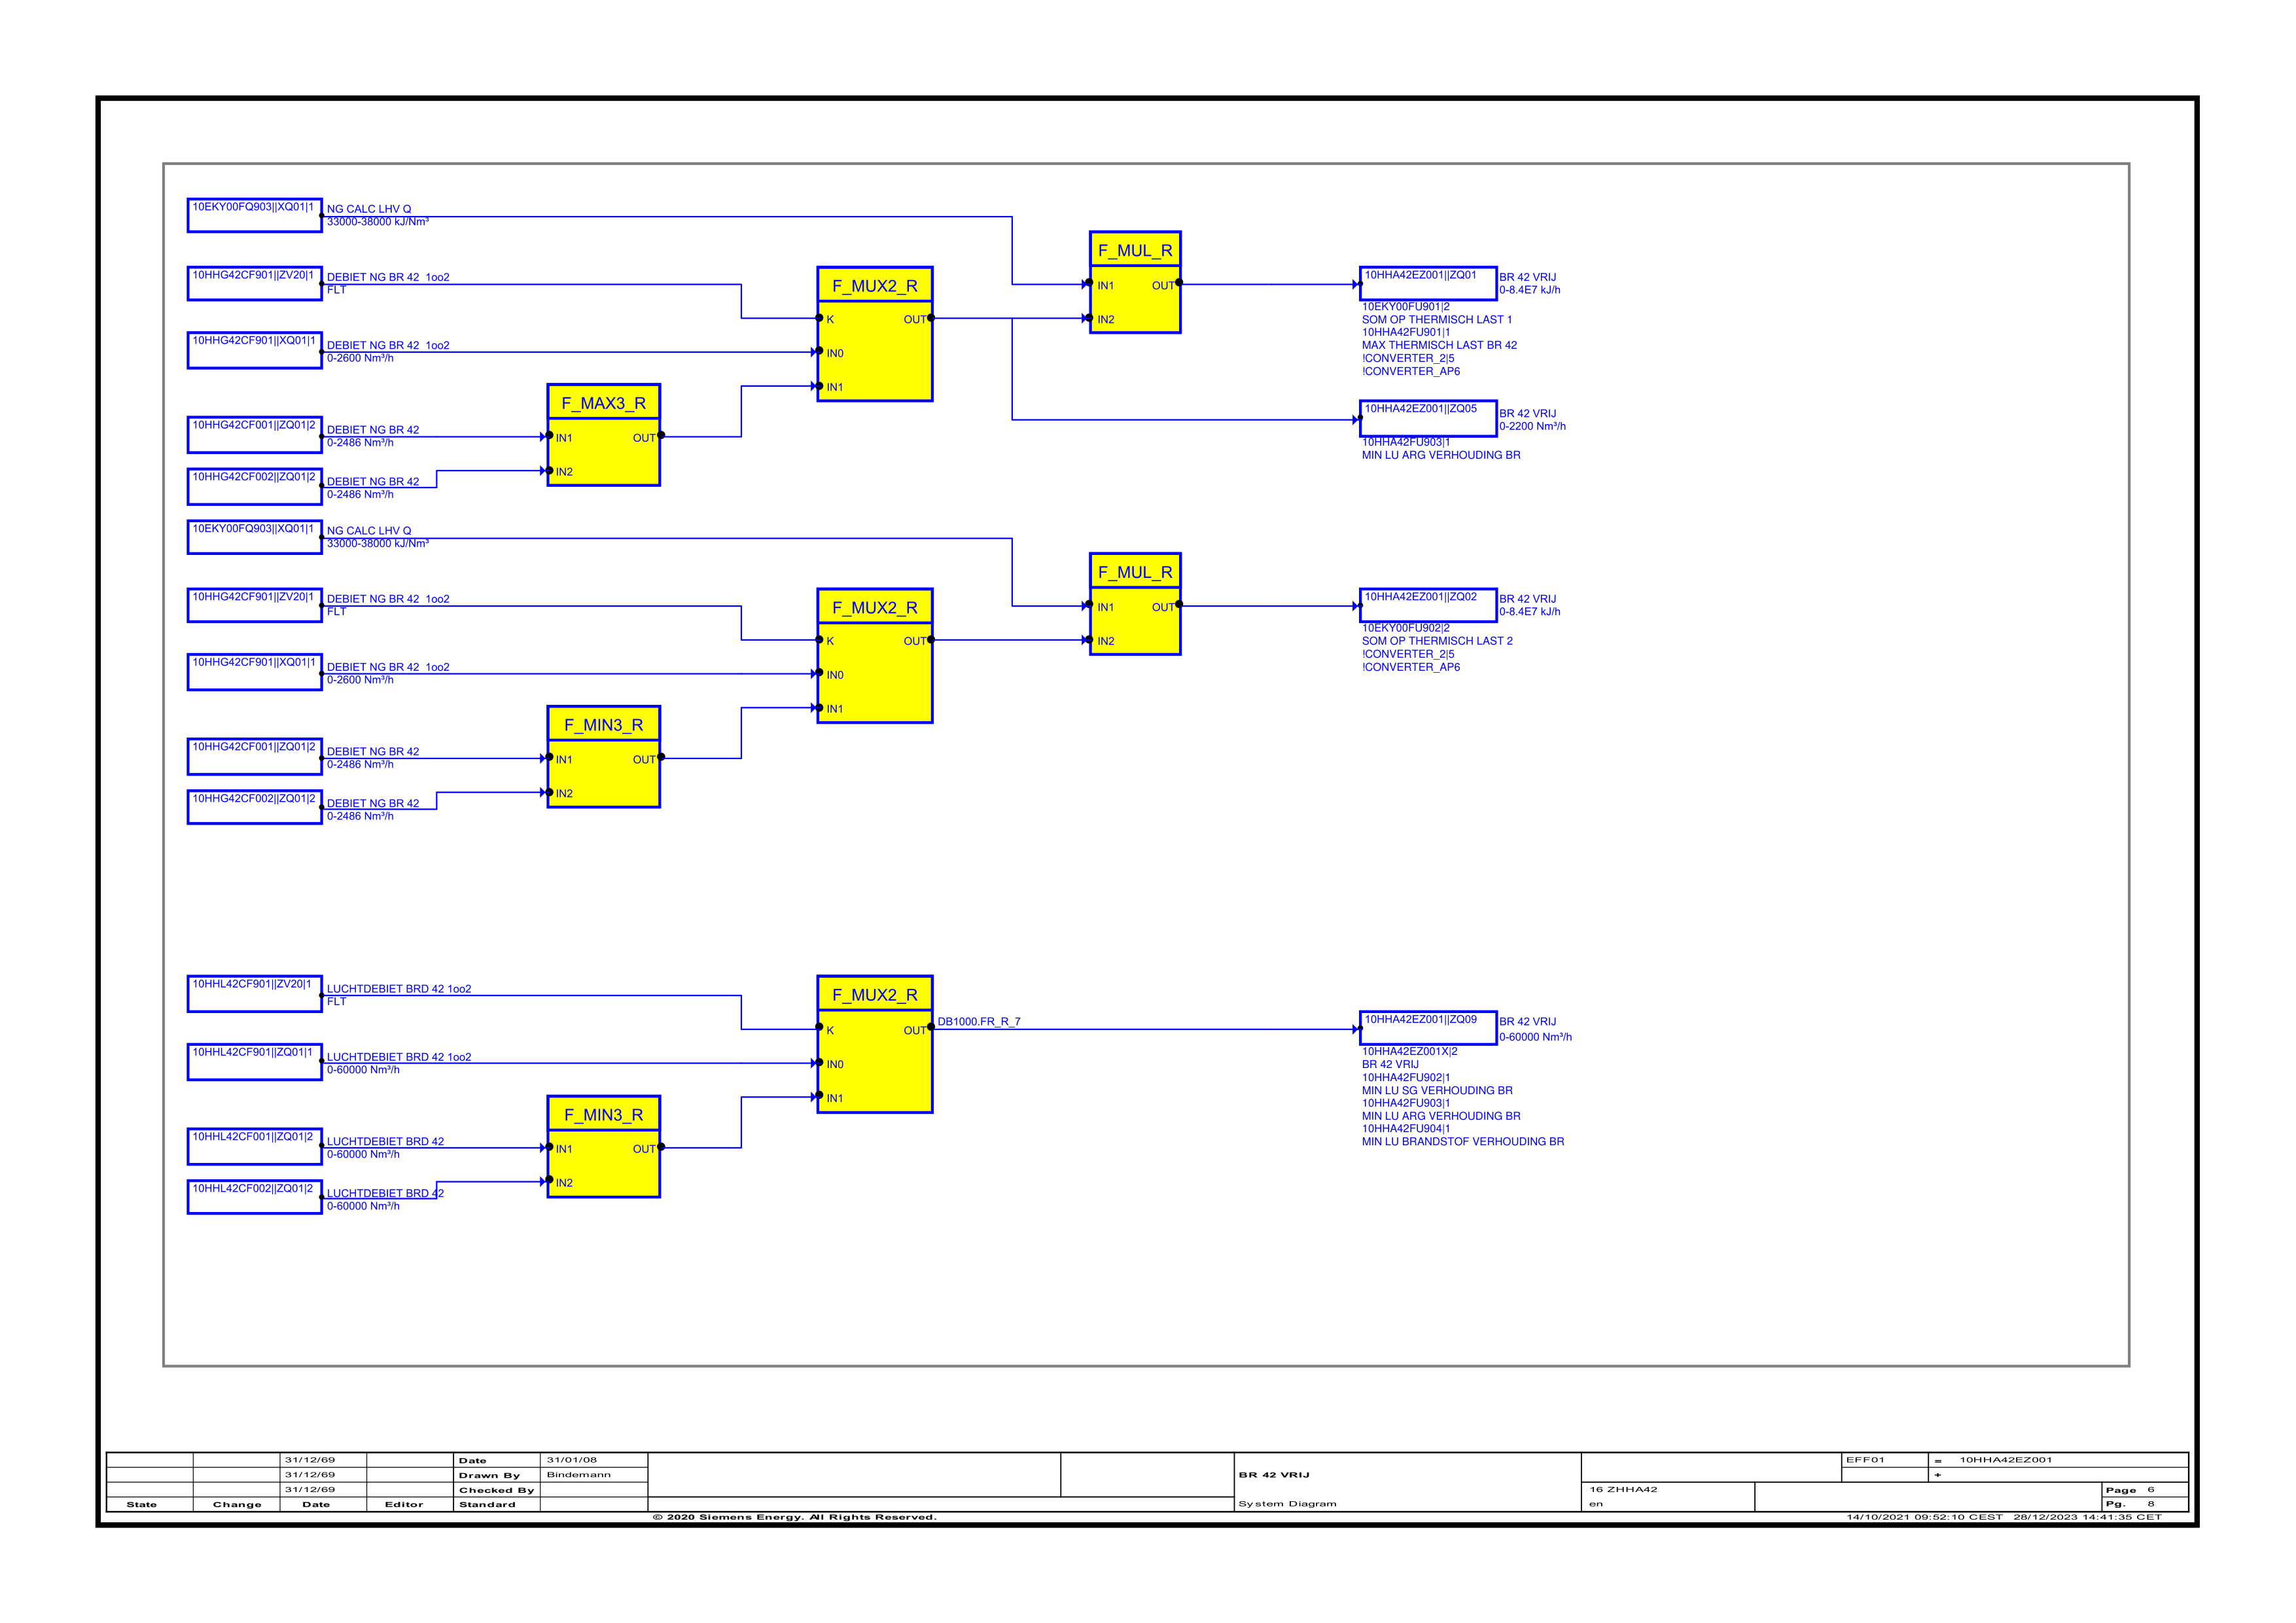 10EKY00FQ903||XQ01|1
NG CALC LHV Q
33000-38000 kJ/Nm³
10HHG42CF901||ZV20|1
DEBIET NG BR 42  1oo2
FLT
10HHG42CF901||XQ01|1
DEBIET NG BR 42  1oo2
0-2600 Nm³/h
10HHG42CF001||ZQ01|2
DEBIET NG BR 42
0-2486 Nm³/h
10HHG42CF002||ZQ01|2
DEBIET NG BR 42
0-2486 Nm³/h
F_MAX3_R
IN1 OUT
IN2
F_MUX2_R
K OUT
IN0
IN1
F_MUL_R
IN1 OUT
IN2
10HHA42EZ001||ZQ01
BR 42 VRIJ
0-8.4E7 kJ/h
10EKY00FU901|2
SOM OP THERMISCH LAST 1
10HHA42FU901|1
MAX THERMISCH LAST BR 42
!CONVERTER_2|5
!CONVERTER_AP6
10HHA42EZ001||ZQ05
BR 42 VRIJ
0-2200 Nm³/h
10HHA42FU903|1
MIN LU ARG VERHOUDING BR
10EKY00FQ903||XQ01|1
NG CALC LHV Q
33000-38000 kJ/Nm³
10HHG42CF901||ZV20|1
DEBIET NG BR 42  1oo2
FLT
10HHG42CF901||XQ01|1
DEBIET NG BR 42  1oo2
0-2600 Nm³/h
10HHG42CF001||ZQ01|2
DEBIET NG BR 42
0-2486 Nm³/h
10HHG42CF002||ZQ01|2
DEBIET NG BR 42
0-2486 Nm³/h
F_MIN3_R
IN1 OUT
IN2
F_MUX2_R
K OUT
IN0
IN1
F_MUL_R
IN1 OUT
IN2
10HHA42EZ001||ZQ02
BR 42 VRIJ
0-8.4E7 kJ/h
10EKY00FU902|2
SOM OP THERMISCH LAST 2
!CONVERTER_2|5
!CONVERTER_AP6
10HHL42CF901||ZV20|1
LUCHTDEBIET BRD 42 1oo2
FLT
10HHL42CF901||ZQ01|1
LUCHTDEBIET BRD 42 1oo2
0-60000 Nm³/h
10HHL42CF001||ZQ01|2
LUCHTDEBIET BRD 42
0-60000 Nm³/h
10HHL42CF002||ZQ01|2
LUCHTDEBIET BRD 42
0-60000 Nm³/h
F_MIN3_R
IN1 OUT
IN2
F_MUX2_R
K OUT
IN0
IN1
DB1000.FR_R_7
10HHA42EZ001||ZQ09
BR 42 VRIJ
0-60000 Nm³/h
10HHA42EZ001X|2
BR 42 VRIJ
10HHA42FU902|1
MIN LU SG VERHOUDING BR
10HHA42FU903|1
MIN LU ARG VERHOUDING BR
10HHA42FU904|1
MIN LU BRANDSTOF VERHOUDING BR
31/12/69 Date 31/01/08
31/12/69 Drawn By Bindemann
31/12/69 Checked By
State Change Date Editor Standard
BR 42 VRIJ
System Diagram
16 ZHHA42
en
EFF01 = 10HHA42EZ001
+
Page 6
Pg. 8
© 2020 Siemens Energy. All Rights Reserved.
14/10/2021 09:52:10 CEST 28/12/2023 14:41:35 CET